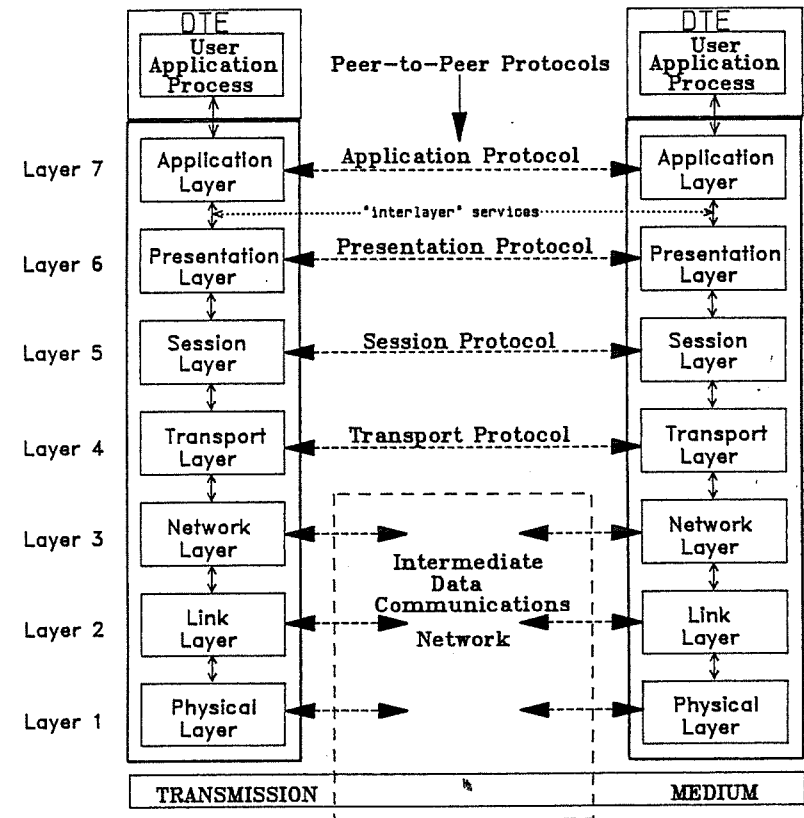 DTE
DTE
User
Application
Process
Peer-to-Peer Protocols
User
Application
Process
Layer 7
Application
Layer
Application Protocol
Application
Layer
"interlayer" services
Layer 6
Presentation
Layer
Presentation Protocol
Presentation
Layer
Layer 5
Session
Layer
Session Protocol
Session
Layer
Layer 4
Transport
Layer
Transport Protocol
Transport
Layer
Layer 3
Network
Layer
Network
Layer
Intermediate
Data
Communications
Network
Layer 2
Link
Layer
Link
Layer
Layer 1
Physical
Layer
Physical
Layer
TRANSMISSION
MEDIUM